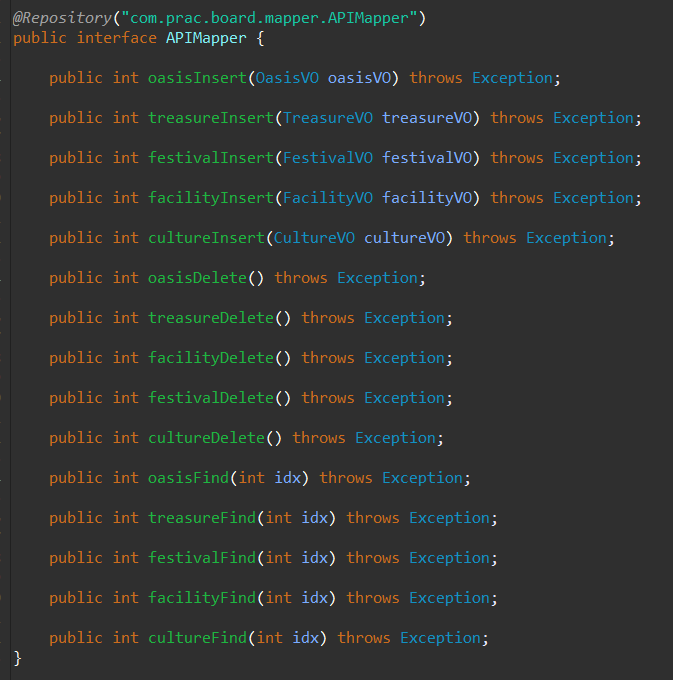 @Repository("com.prac.board.mapper.APIMapper")
public interface APIMapper {
public int oasisInsert(OasisVO oasisVO) throws Exception;
public int treasureInsert(TreasureVO treasureVO) throws Exception;
public int festivalInsert(FestivalVO festivalVO) throws Exception;
public int facilityInsert(FacilityVO facilityVO) throws Exception;
public int cultureInsert(CultureVO cultureVO) throws Exception;
public int oasisDelete() throws Exception;
public int treasureDelete() throws Exception;
public int facilityDelete() throws Exception;
public int festivalDelete() throws Exception;
public int cultureDelete() throws Exception;
public int oasisFind(int idx) throws Exception;
public int treasureFind(int idx) throws Exception;
public int festivalFind(int idx) throws Exception;
public int facilityFind(int idx) throws Exception;
public int cultureFind(int idx) throws Exception;
}